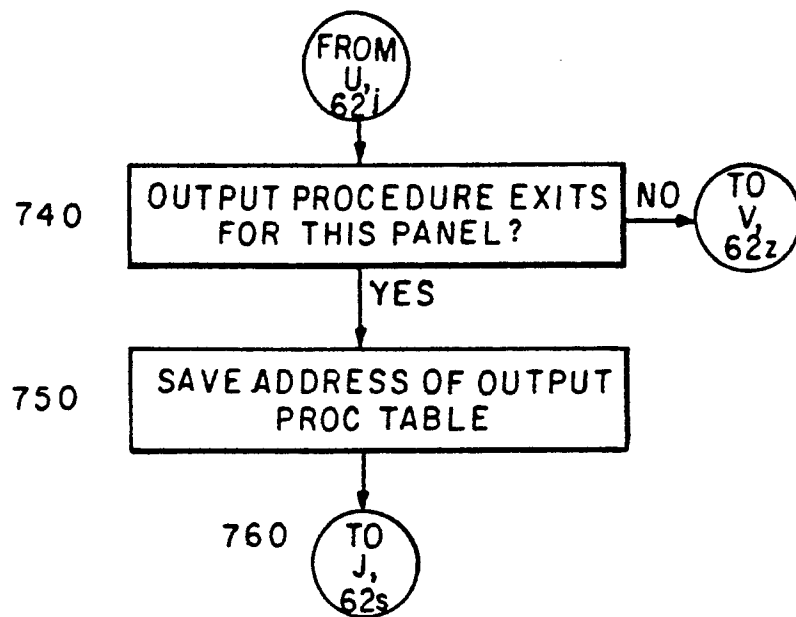 FROM
U,
62i
740
OUTPUT PROCEDURE EXITS
FOR THIS PANEL?
NO
TO
V,
62z
YES
750
SAVE ADDRESS OF OUTPUT
PROC TABLE
760
TO
J,
62s